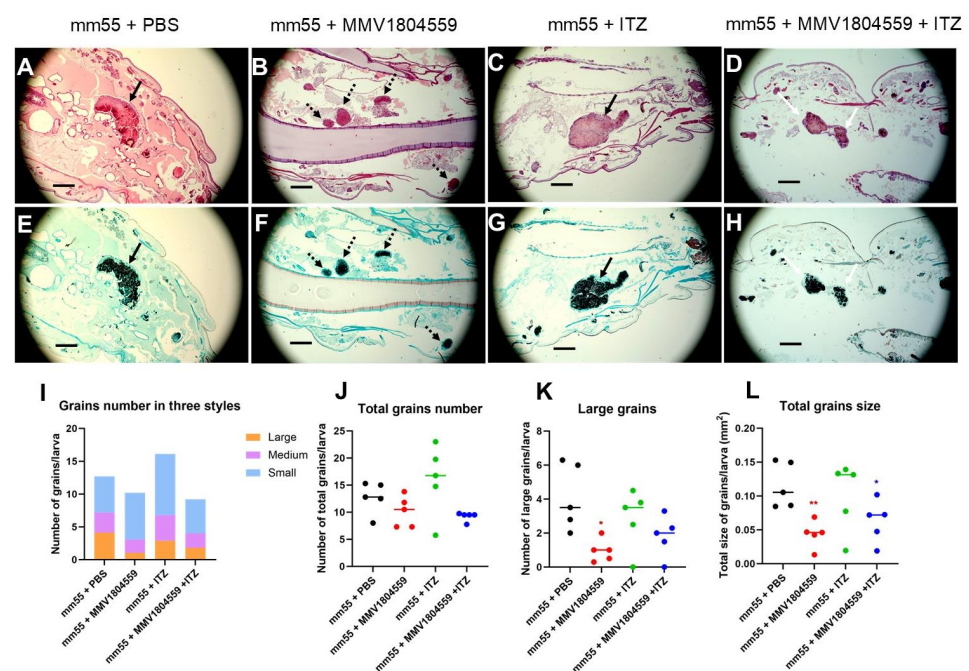 mm55 + PBS
mm55 + MMV1804559
mm55 + ITZ
mm55 + MMV1804559 + ITZ
A
B
C
D
E
F
G
H
I
Grains number in three styles
Number of grains/larva
20
15
10
5
0
Large
Medium
Small
mm55 + PBS
mm55 + MMV1804559
mm55 + ITZ
mm55 + MMV1804559 +ITZ
J
Total grains number
Number of total grains/larva
25
20
15
10
5
0
mm55 + PBS
mm55 + MMV1804559
mm55 + ITZ
mm55 + MMV1804559 +ITZ
K
Large grains
Number of large grains/larva
8
6
4
2
0
*
mm55 + PBS
mm55 + MMV1804559
mm55 + ITZ
mm55 + MMV1804559 +ITZ
L
Total grains size
Total size of grains/larva (mm²)
0.20
0.15
0.10
0.05
0.00
**
*
mm55 + PBS
mm55 + MMV1804559
mm55 + ITZ
mm55 + MMV1804559 +ITZ